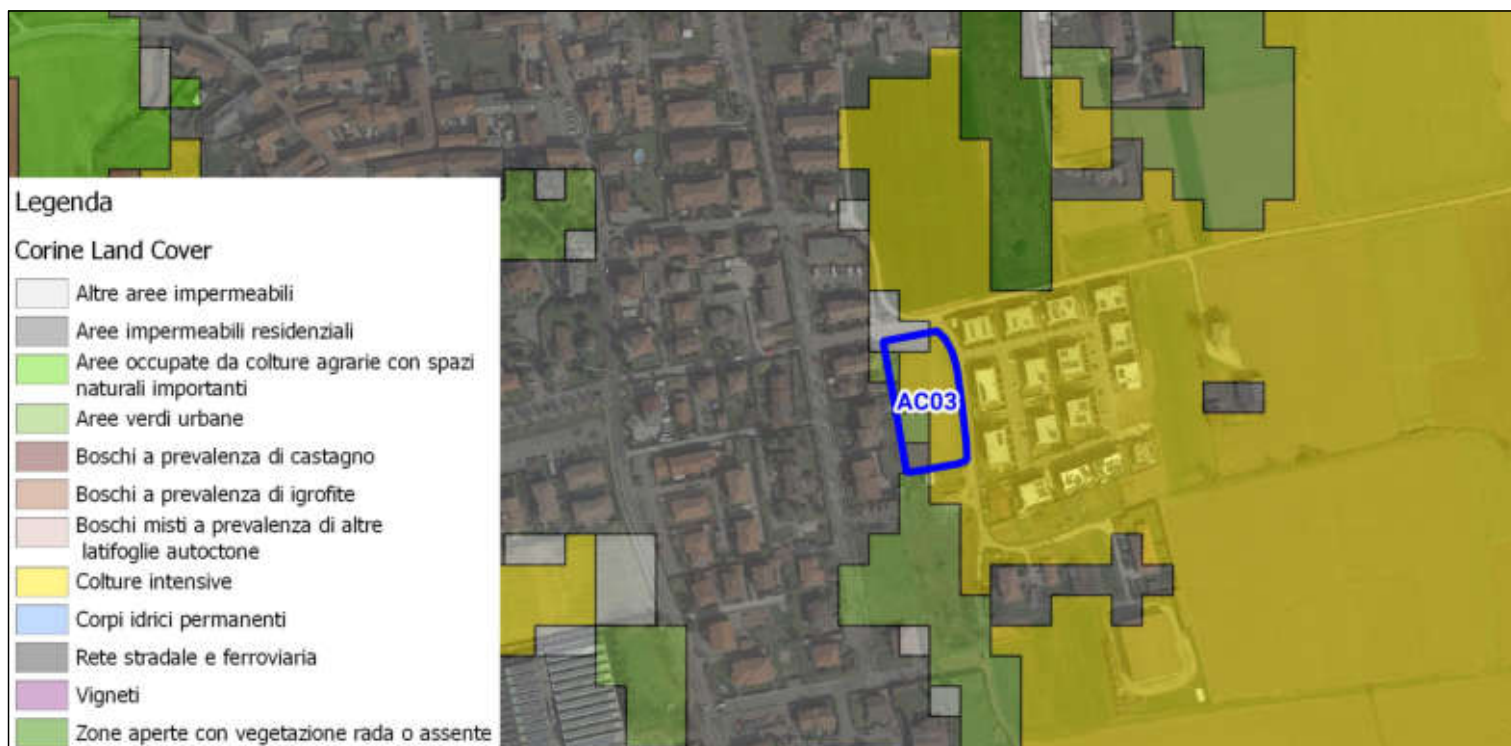 Legenda
Corine Land Cover
Altre aree impermeabili
Aree impermeabili residenziali
Aree occupate da colture agrarie con spazi
naturali importanti
Aree verdi urbane
Boschi a prevalenza di castagno
Boschi a prevalenza di igrofite
Boschi misti a prevalenza di altre
latifoglie autoctone
Colture intensive
Corpi idrici permanenti
Rete stradale e ferroviaria
Vigneti
Zone aperte con vegetazione rada o assente
AC03